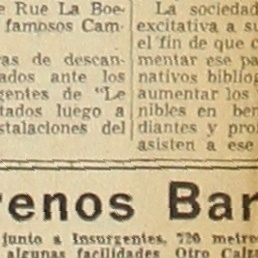 e Rue La Boe-
famosos Cam-
as de descan-
ados ante los
gentes de "Le
tados luego a
stalaciones del
La sociedad
excitativa a su
el fin de que c
mentar ese pa
nativos bibliog
aumentar los
nibles en ben
diantes y prof
asisten a ese
renos Bar
junto a Insurgentes, 720 metro
algunas facilidades. Otro Calz